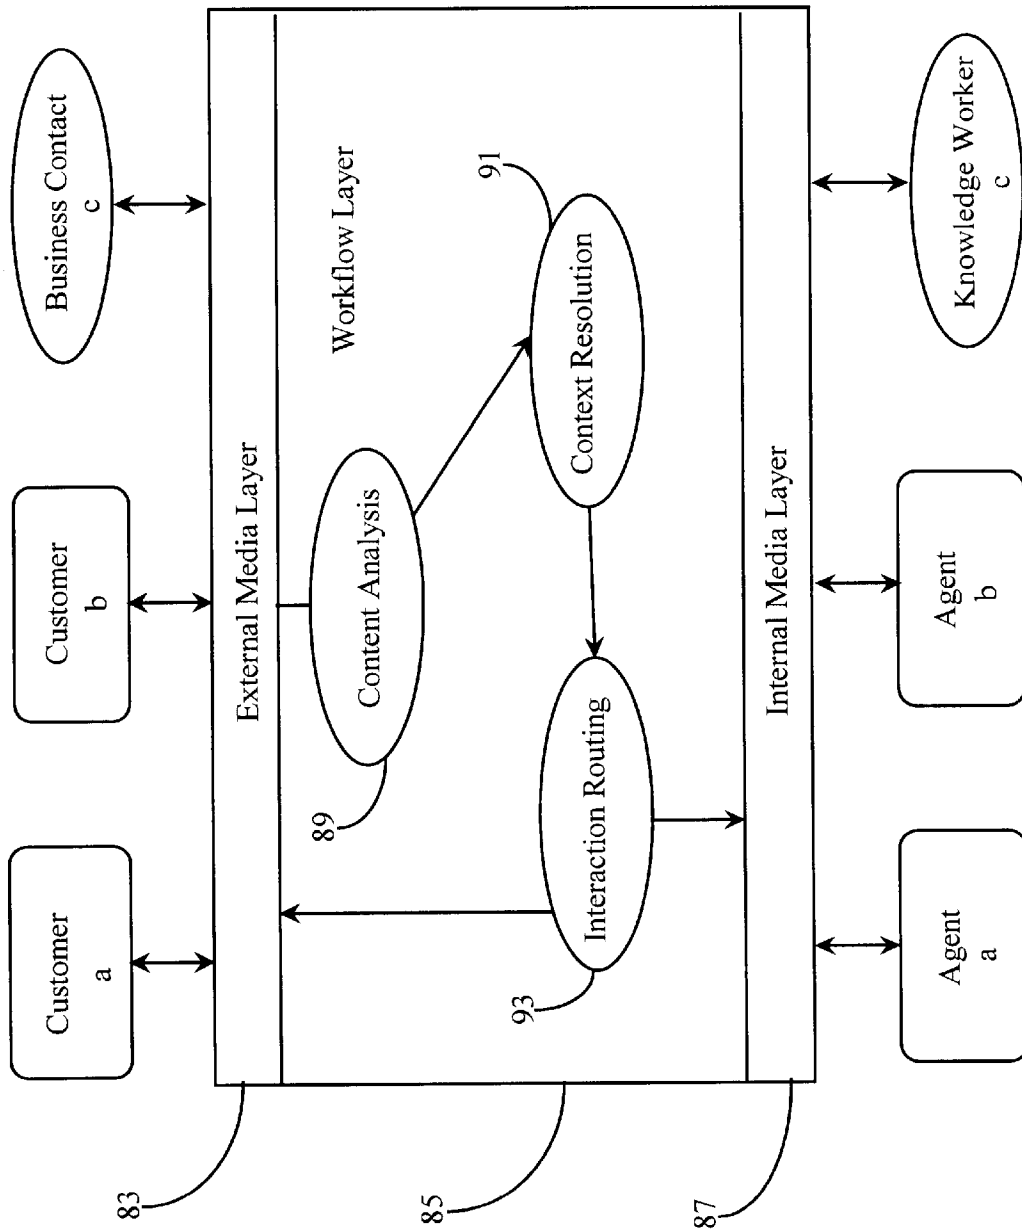 Customer
a
Customer
b
Business Contact
c
83
External Media Layer
Workflow Layer
89
Content Analysis
85
93
Interaction Routing
Context Resolution
91
87
Internal Media Layer
Agent
a
Agent
b
Knowledge Worker
c